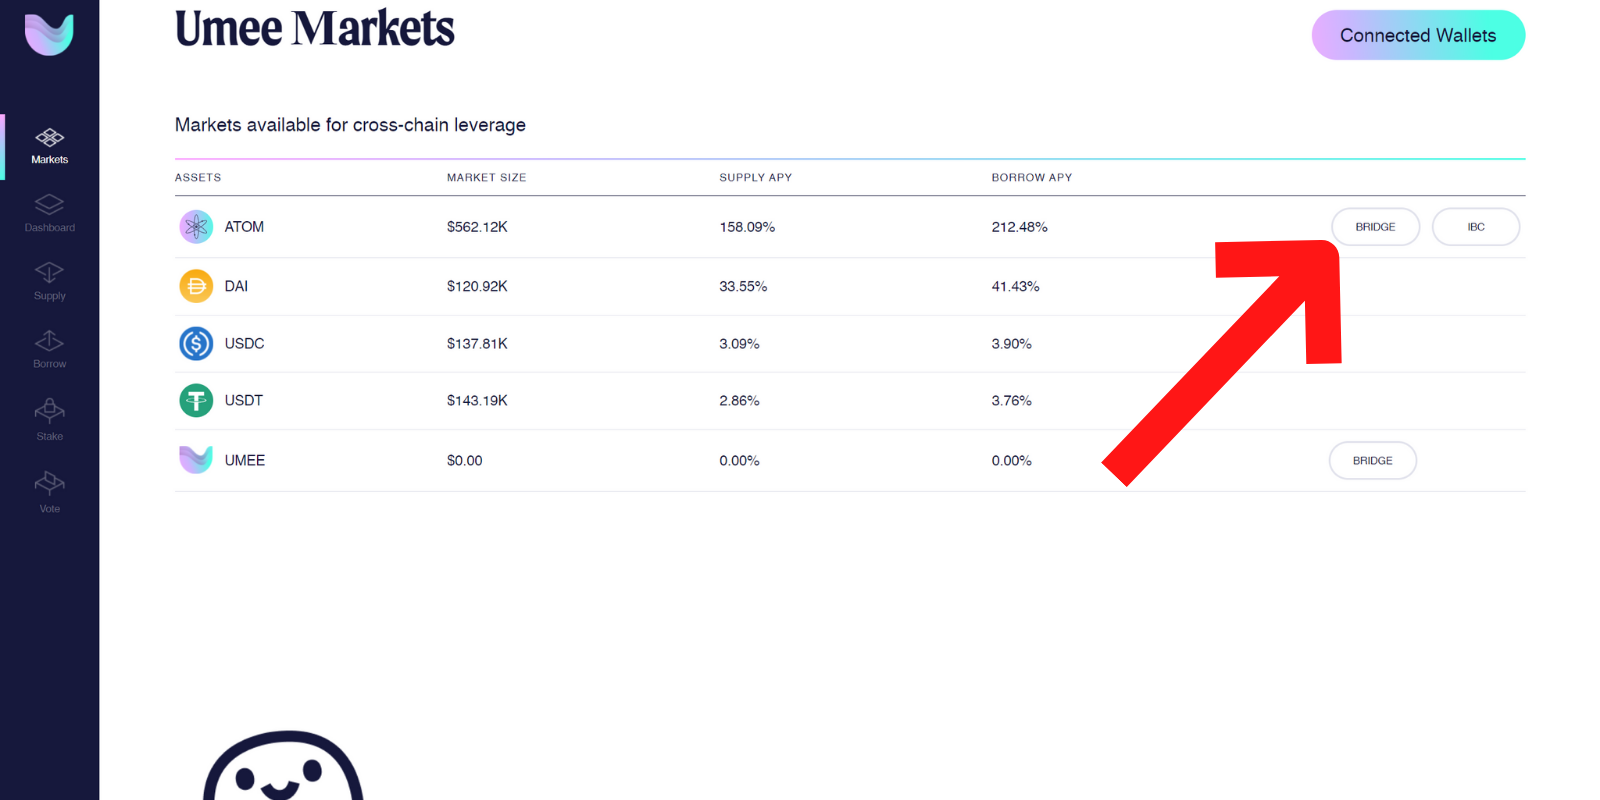 Umee Markets
Connected Wallets
Markets available for cross-chain leverage
Markets
Dashboard
Supply
Borrow
Stake
Vote
ASSETS MARKET SIZE SUPPLY APY BORROW APY
ATOM $562.12K 158.09% 212.48% BRIDGE IBC
DAI $120.92K 33.55% 41.43%
USDC $137.81K 3.09% 3.90%
USDT $143.19K 2.86% 3.76%
UMEE $0.00 0.00% 0.00% BRIDGE